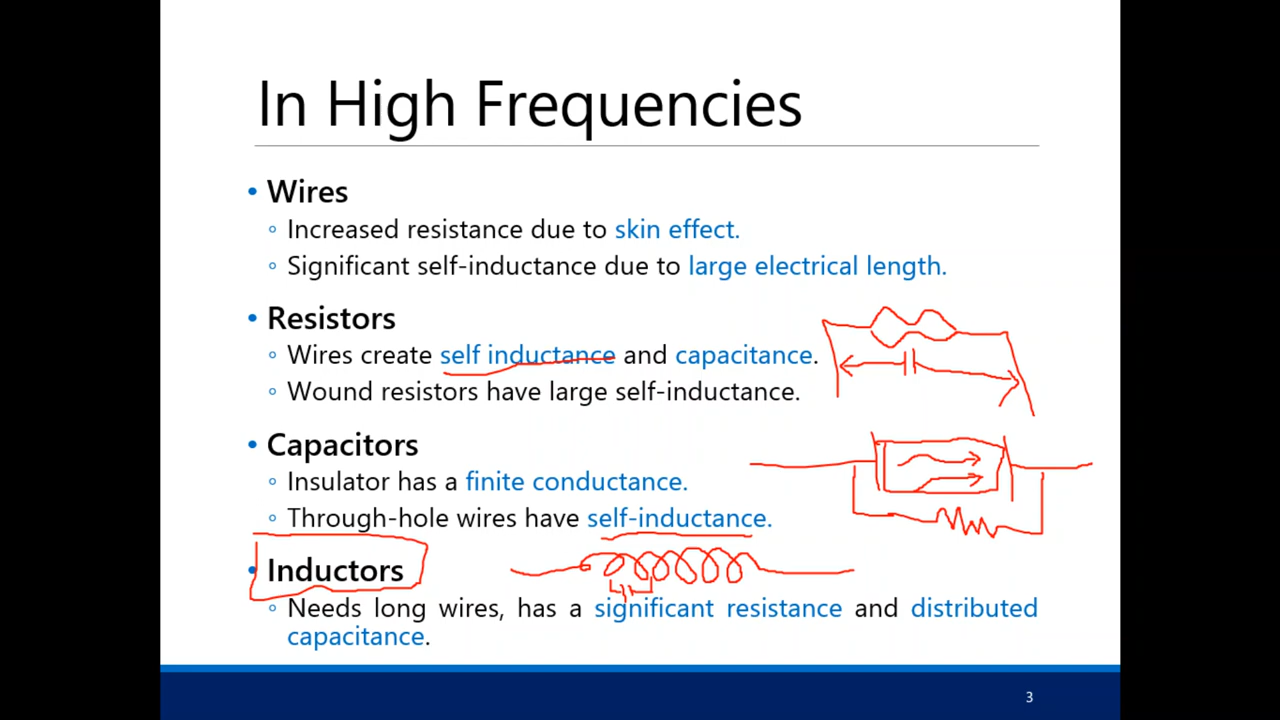 In High Frequencies
• Wires
◦ Increased resistance due to skin effect.
◦ Significant self-inductance due to large electrical length.
• Resistors
◦ Wires create self inductance and capacitance.
◦ Wound resistors have large self-inductance.
• Capacitors
◦ Insulator has a finite conductance.
◦ Through-hole wires have self-inductance.
• Inductors
◦ Needs long wires, has a significant resistance and distributed
capacitance.
3